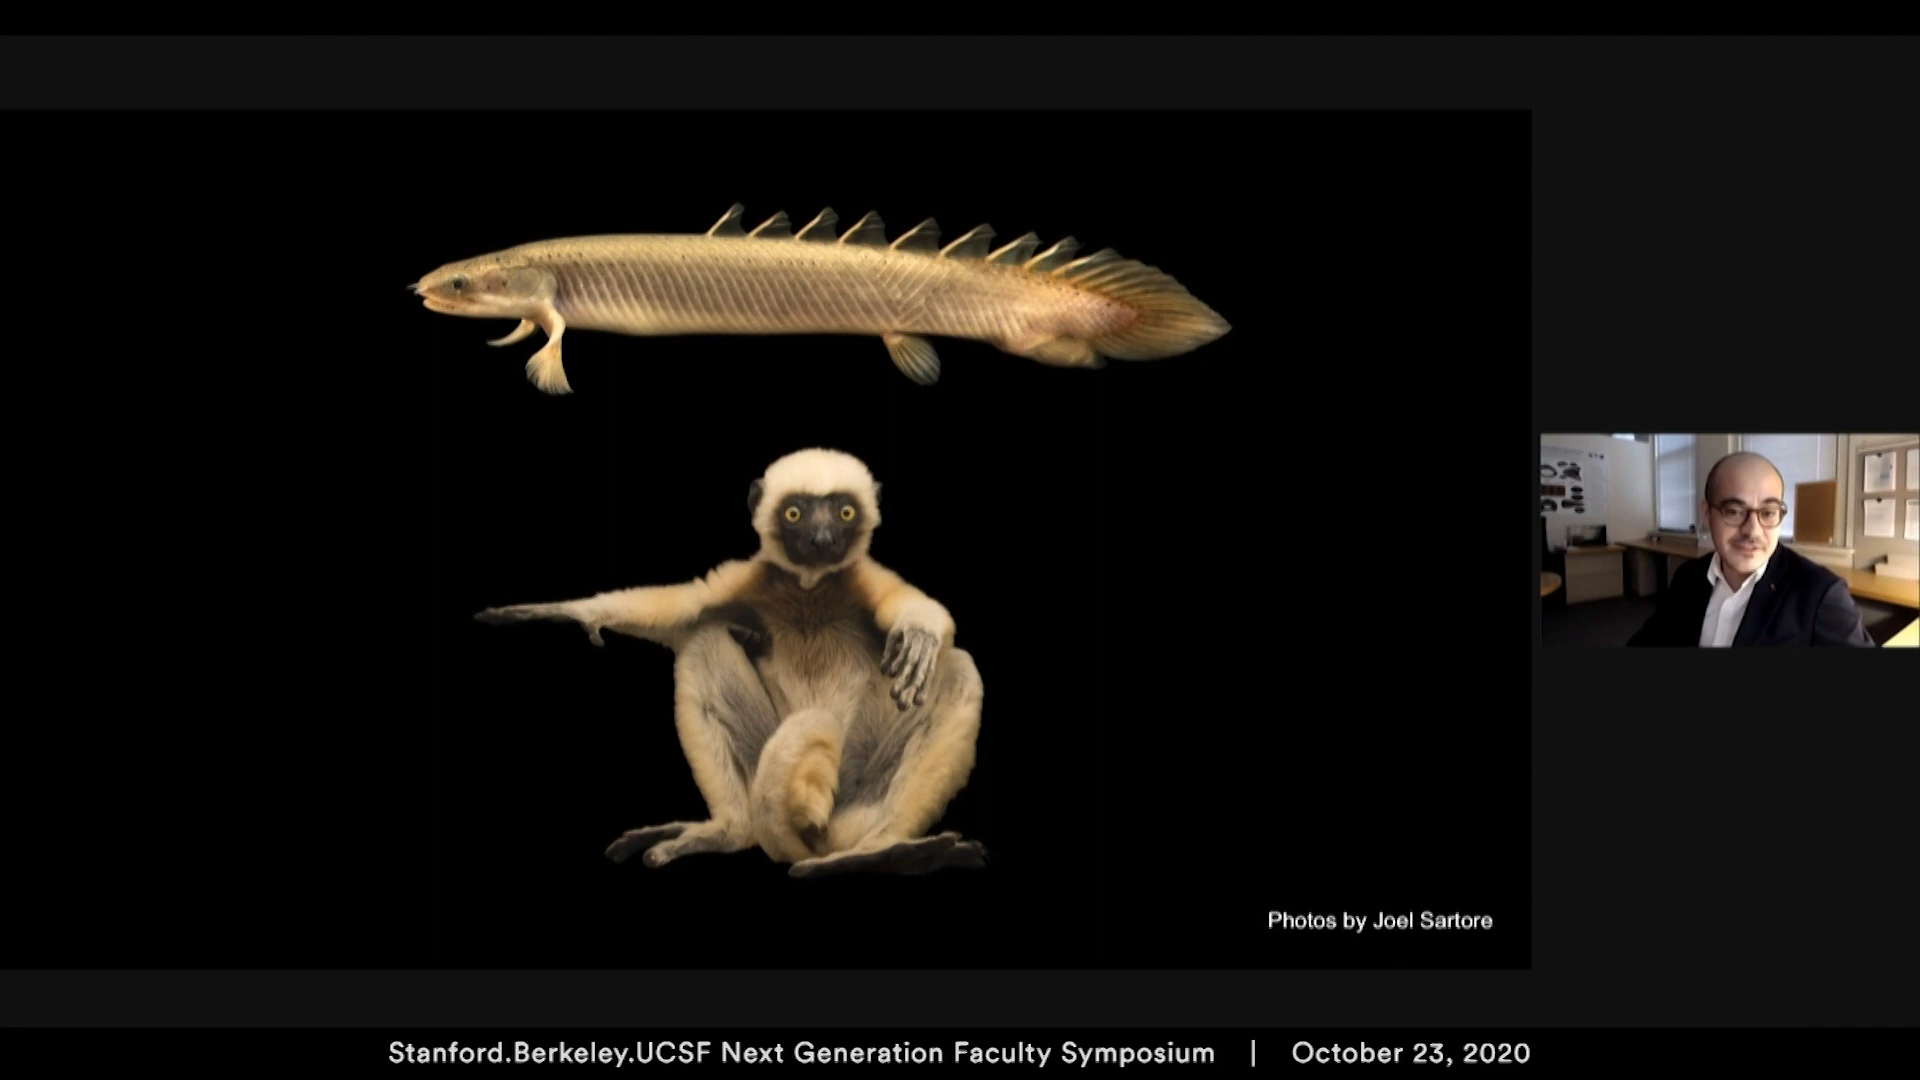 Photos by Joel Sartore
Stanford.Berkeley.UCSF Next Generation Faculty Symposium | October 23, 2020